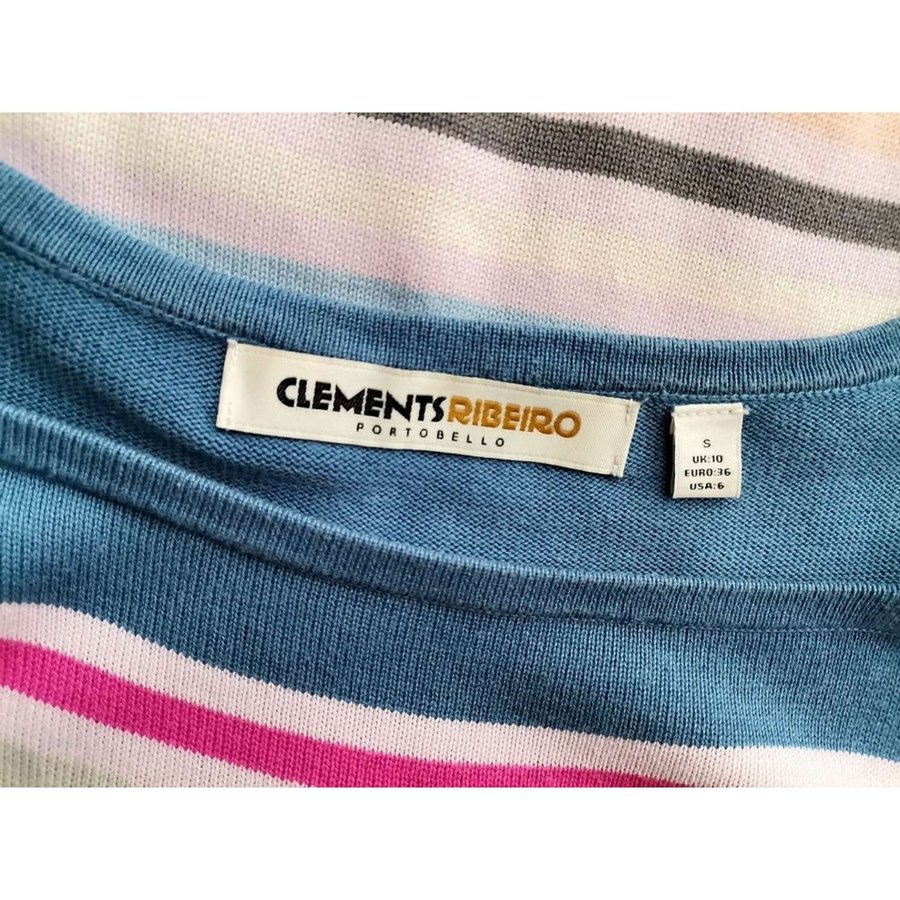 CLEMENTSRIBEIRO
PORTOBELLO
S
UK:10
EURO:36
USA:6